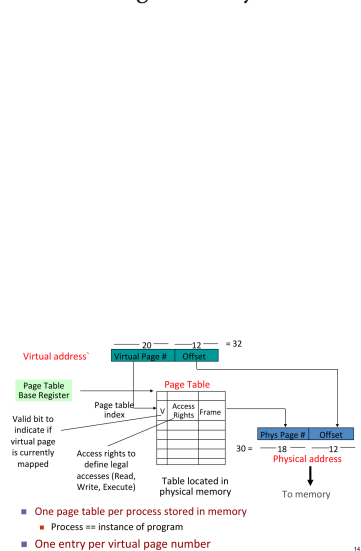 20 12 = 32
Virtual address` Virtual Page # Offset
Page Table
Base Register
Page Table
Page table
index
V Access Rights Frame
Valid bit to
indicate if
virtual page
is currently
mapped
Access rights to
define legal
accesses (Read,
Write, Execute)
Table located in
physical memory
Phys Page # Offset
30 = 18 12
Physical address
To memory
One page table per process stored in memory
Process == instance of program
One entry per virtual page number
14